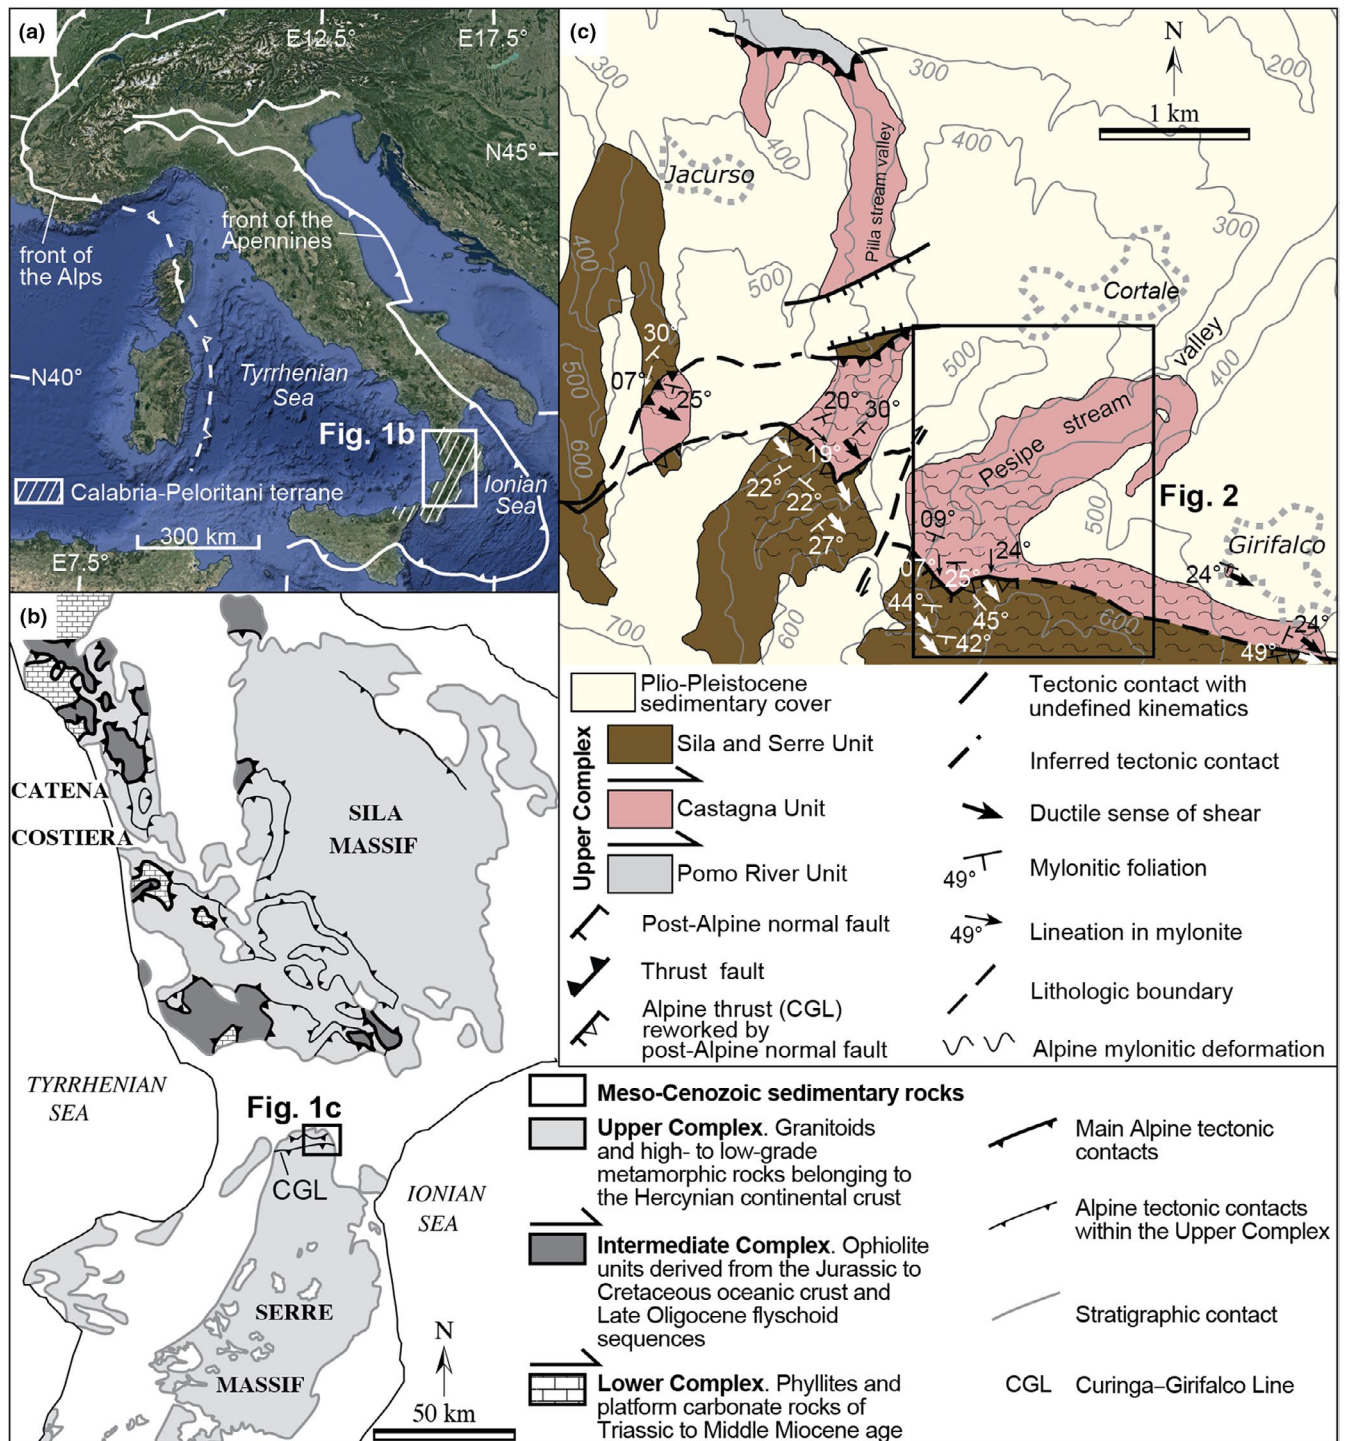 (a)
E12.5°
E17.5°
N45°
front of the
Apennines
front of
the Alps
N40°
Tyrrhenian
Sea
Fig. 1b
Ionian
Sea
Calabria-Peloritani terrane
300 km
E7.5°
(b)
CATENA
COSTIERA
SILA
MASSIF
TYRRHENIAN
SEA
Fig. 1c
CGL
IONIAN
SEA
SERRE
MASSIF
N
50 km
(c)
N
1 km
300
300
200
400
400
Jacurso
Pilla stream valley
300
400
500
Cortale
valley
30°
500
500
400
07°
25°
20°
30°
Pesipe stream
600
19°
22°
22°
27°
Fig. 2
500
09°
Girifalco
24°
24°
07°
25°
44°
45°
600
42°
24°
49°
700
600
Plio-Pleistocene
sedimentary cover
Upper Complex
Sila and Serre Unit
Castagna Unit
Pomo River Unit
Post-Alpine normal fault
Thrust fault
Alpine thrust (CGL)
reworked by
post-Alpine normal fault
Tectonic contact with
undefined kinematics
Inferred tectonic contact
Ductile sense of shear
49°
Mylonitic foliation
49°
Lineation in mylonite
Lithologic boundary
Alpine mylonitic deformation
Meso-Cenozoic sedimentary rocks
Upper Complex. Granitoids
and high- to low-grade
metamorphic rocks belonging to
the Hercynian continental crust
Intermediate Complex. Ophiolite
units derived from the Jurassic to
Cretaceous oceanic crust and
Late Oligocene flyschoid
sequences
Lower Complex. Phyllites and
platform carbonate rocks of
Triassic to Middle Miocene age
Main Alpine tectonic
contacts
Alpine tectonic contacts
within the Upper Complex
Stratigraphic contact
CGL Curinga–Girifalco Line